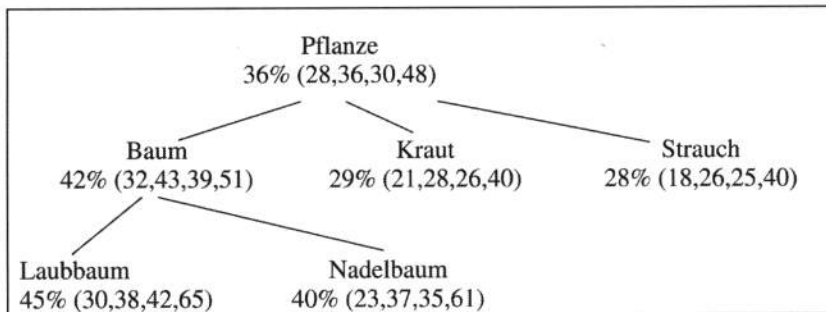 Pflanze
36% (28,36,30,48)
Baum Kraut Strauch
42% (32,43,39,51) 29% (21,28,26,40) 28% (18,26,25,40)
Laubbaum Nadelbaum
45% (30,38,42,65) 40% (23,37,35,61)